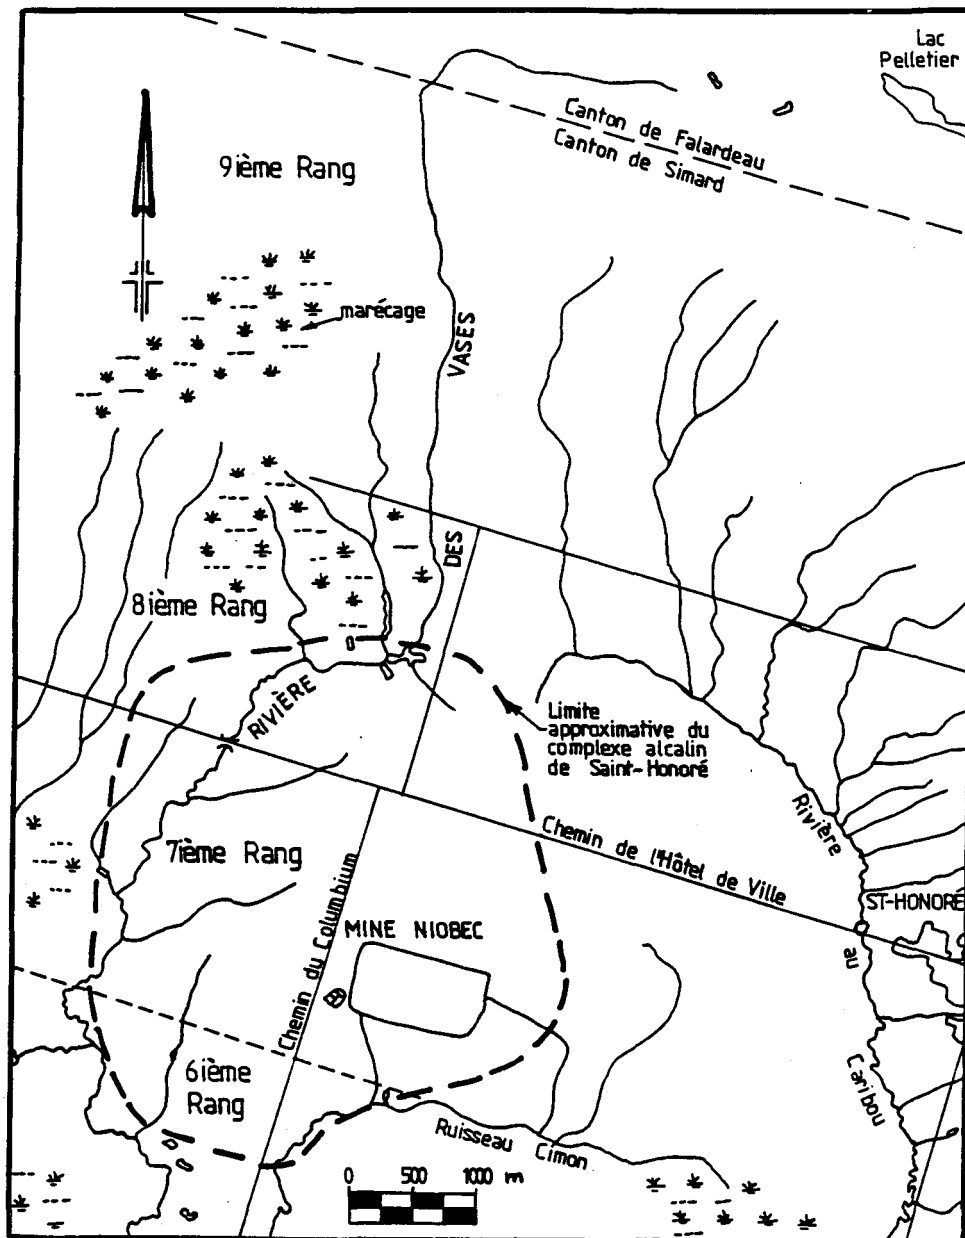 Lac
Pelletier
Canton de Falardeau
Canton de Simard
9ième Rang
marécage
VASES
DES
8ième Rang
RIVIÈRE
Limite
approximative du
complexe alcalin
de Saint-Honoré
Rivière
7ième Rang
Chemin de l'Hôtel de Ville
ST-HONORÉ
Chemin du Columbium
MINE NIOBEC
au
6ième
Rang
Caribou
Ruisseau Cimon
0 500 1000 m